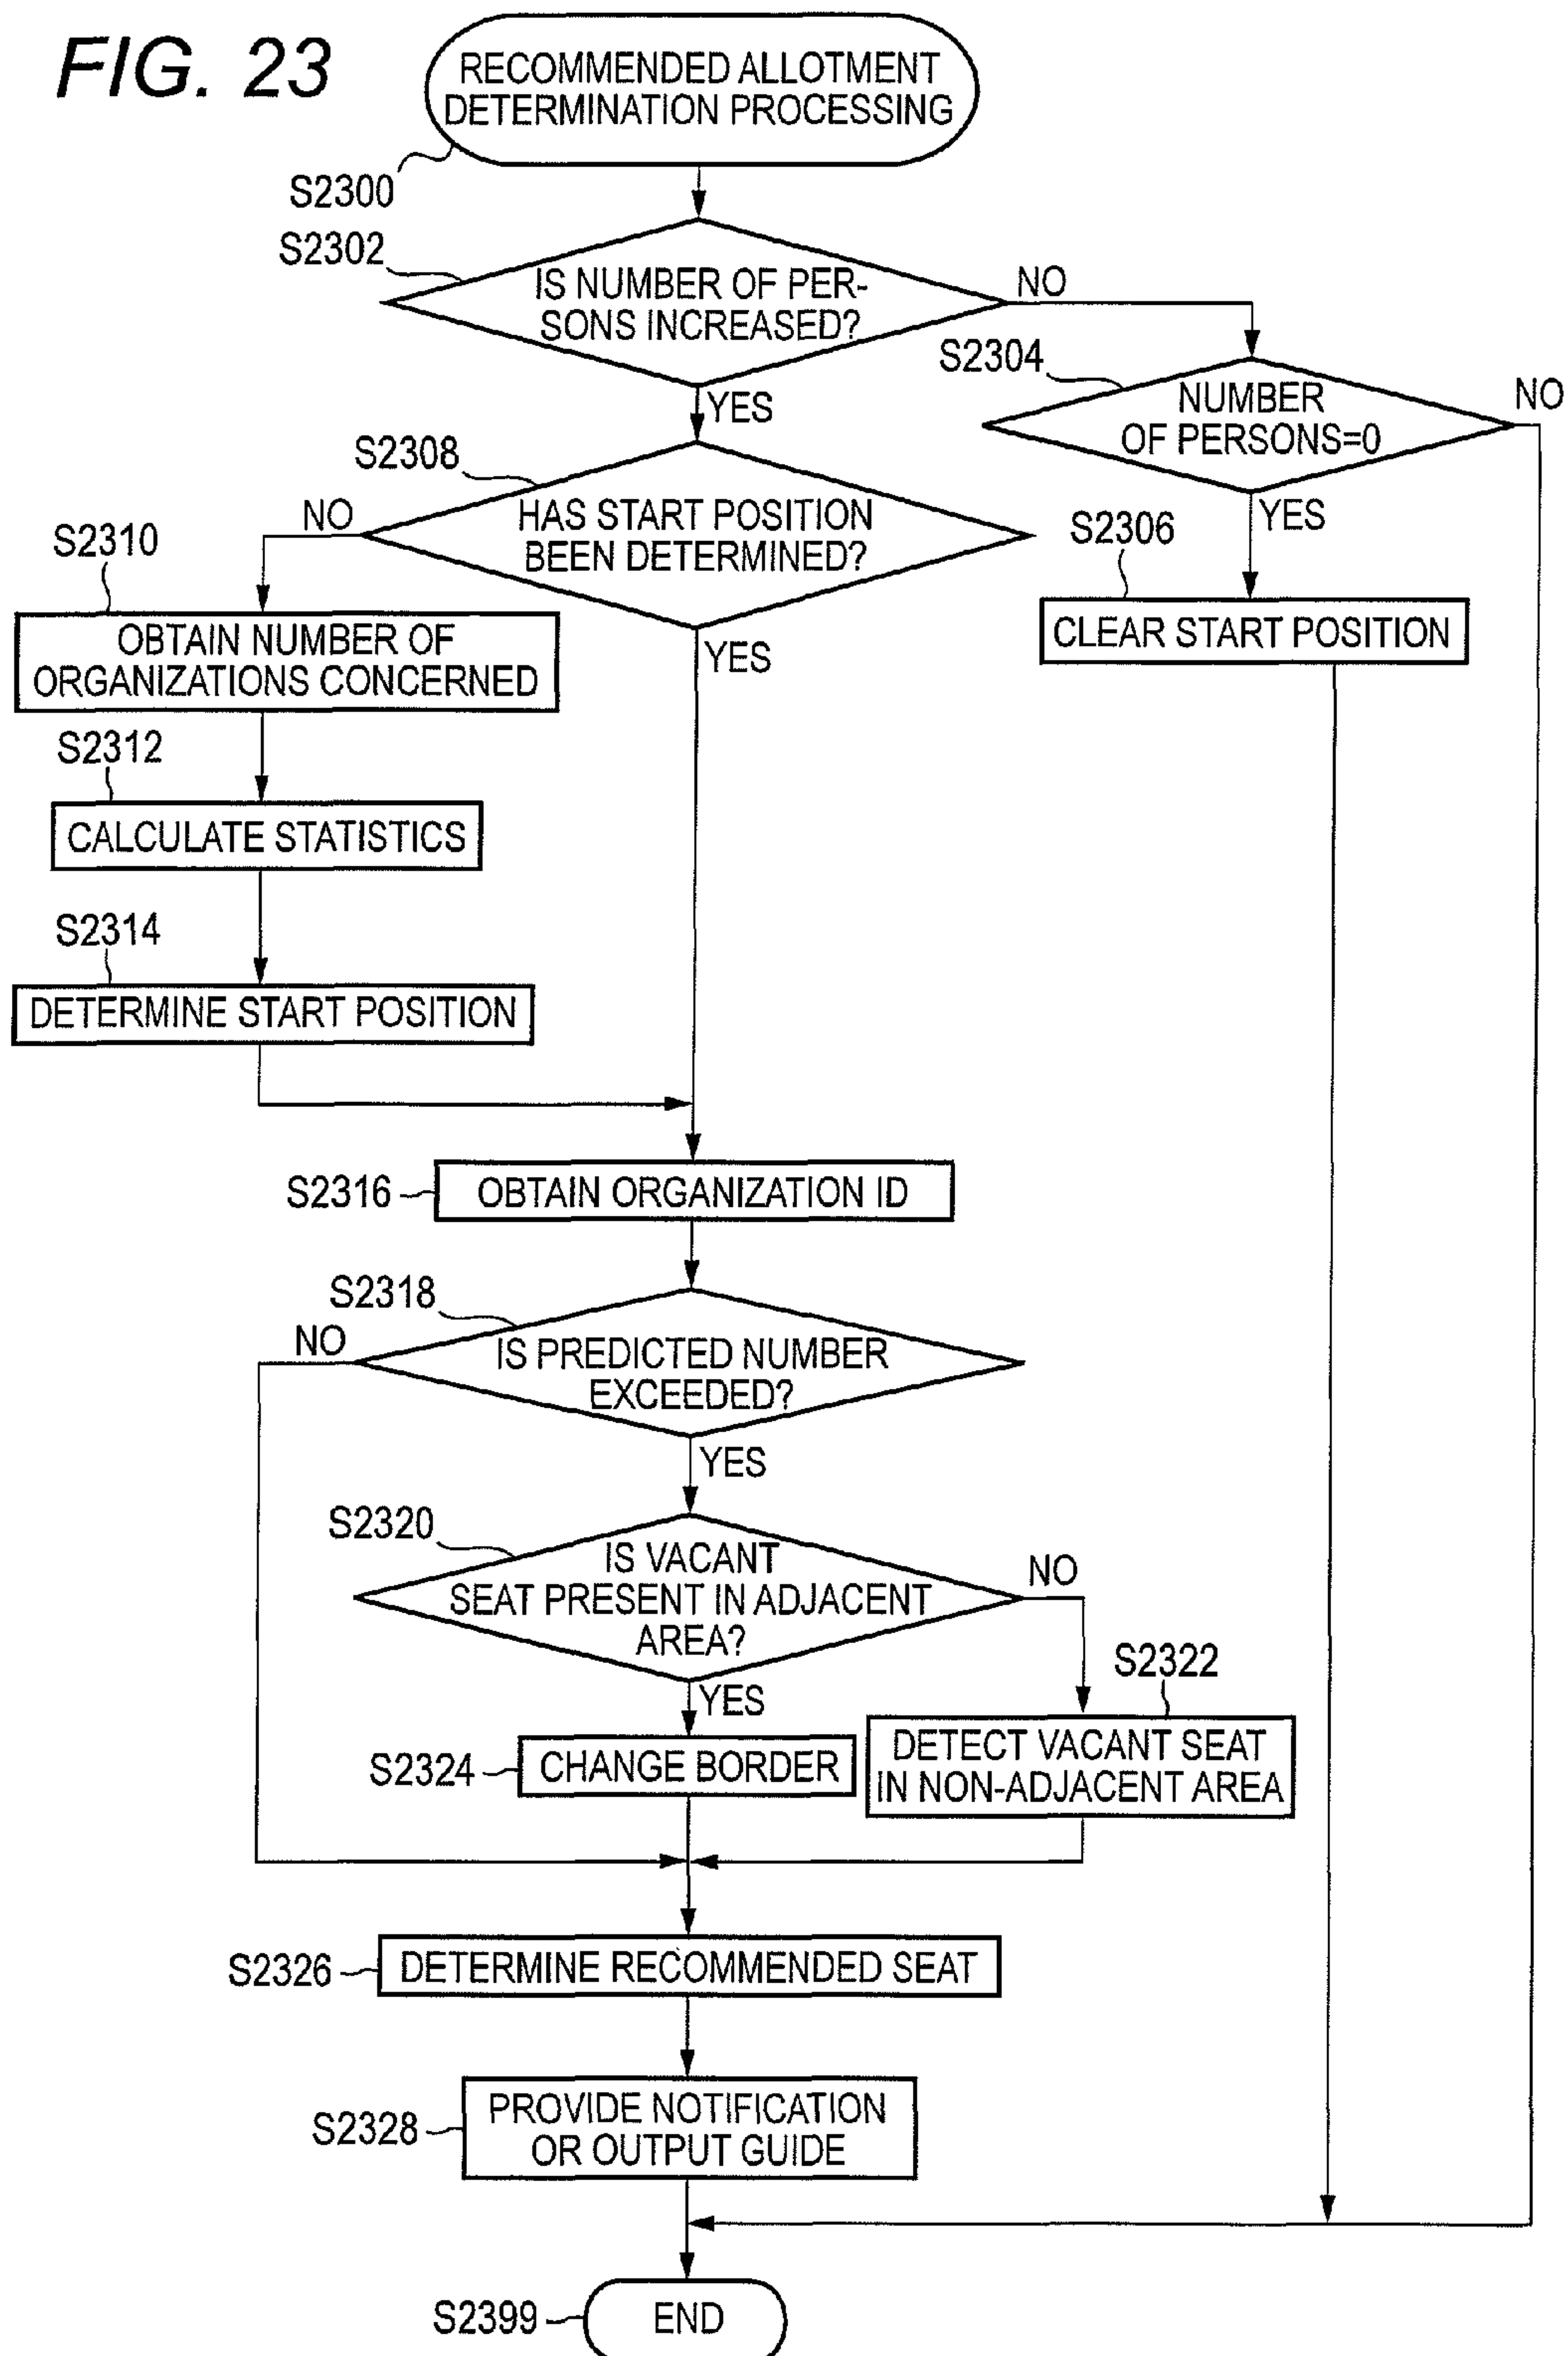 FIG. 23
RECOMMENDED ALLOTMENT
DETERMINATION PROCESSING
S2300
S2302
IS NUMBER OF PER-
SONS INCREASED?
NO
YES
S2304
NUMBER
OF PERSONS=0
NO
YES
S2306
CLEAR START POSITION
S2308
HAS START POSITION
BEEN DETERMINED?
NO
YES
S2310
OBTAIN NUMBER OF
ORGANIZATIONS CONCERNED
S2312
CALCULATE STATISTICS
S2314
DETERMINE START POSITION
S2316
OBTAIN ORGANIZATION ID
S2318
IS PREDICTED NUMBER
EXCEEDED?
NO
YES
S2320
IS VACANT
SEAT PRESENT IN ADJACENT
AREA?
NO
YES
S2322
DETECT VACANT SEAT
IN NON-ADJACENT AREA
S2324
CHANGE BORDER
S2326
DETERMINE RECOMMENDED SEAT
S2328
PROVIDE NOTIFICATION
OR OUTPUT GUIDE
S2399
END